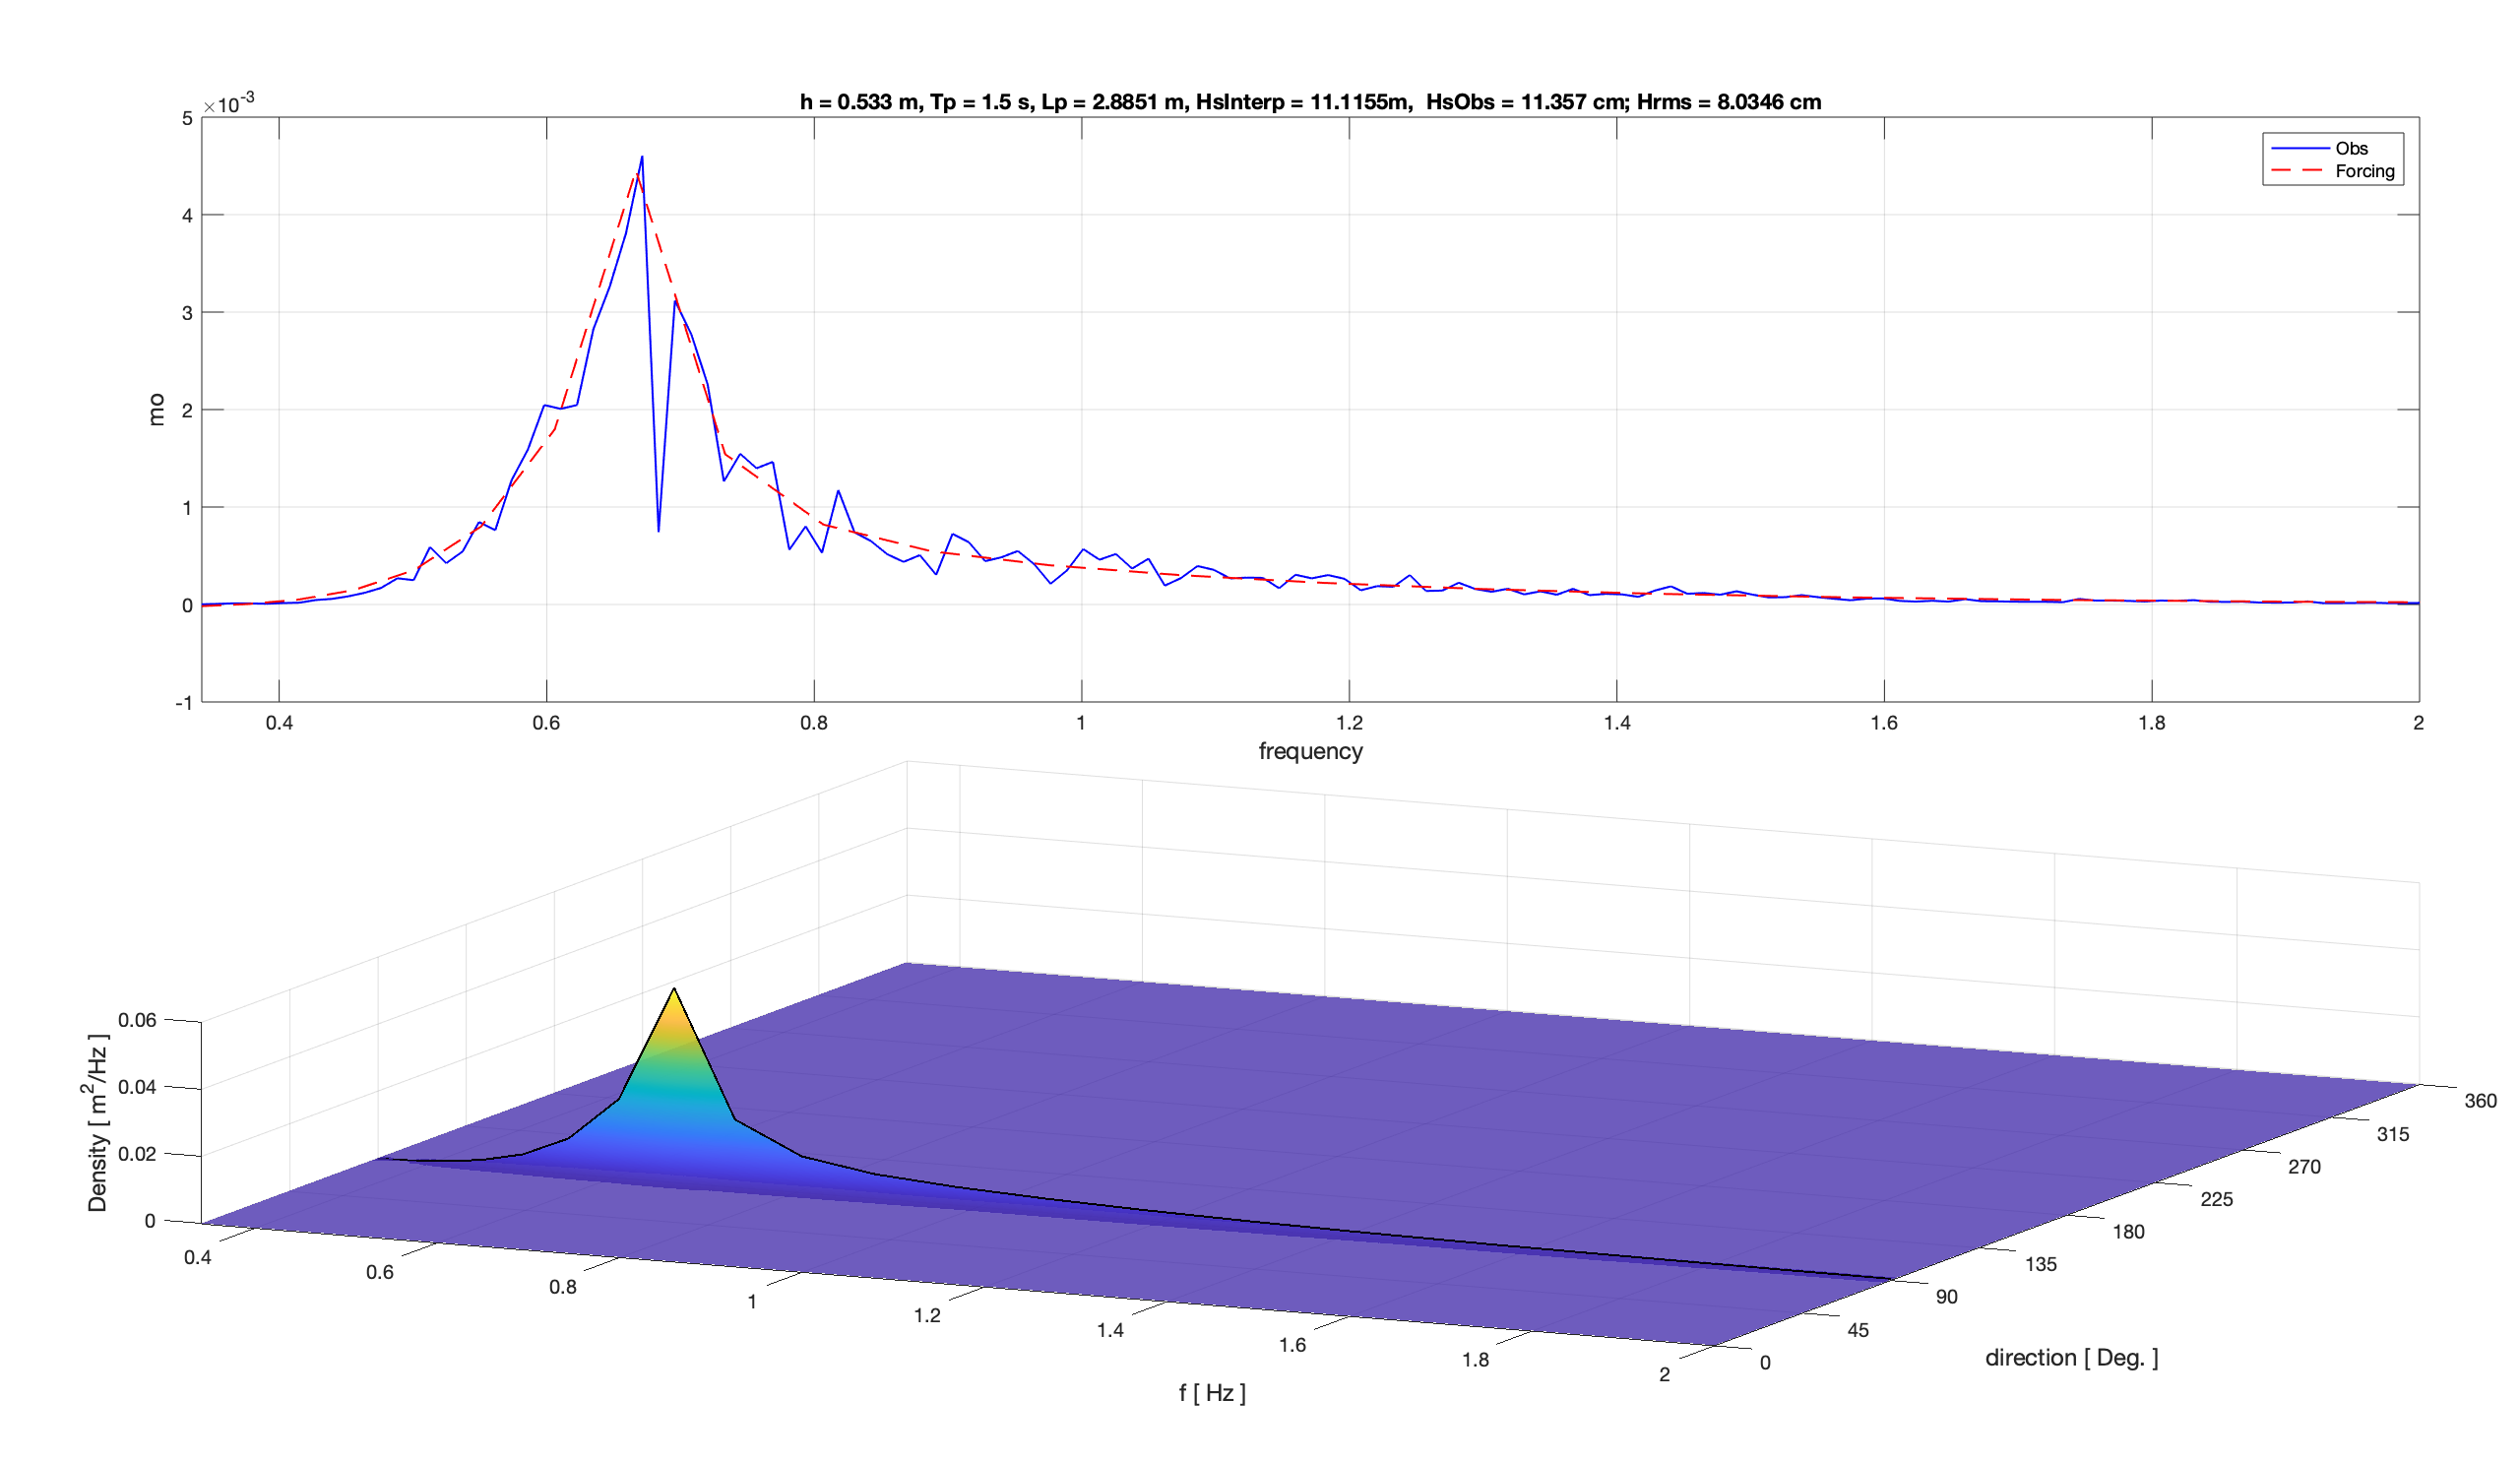 h = 0.533 m, Tp = 1.5 s, Lp = 2.8851 m, HsInterp = 11.1155m,  HsObs = 11.357 cm; Hrms = 8.0346 cm
×10-3
5
4
3
2
1
0
-1
mo
Obs
Forcing
0.4 0.6 0.8 1 1.2 1.4 1.6 1.8 2
frequency
0.06
0.04
0.02
0
Density [ m2/Hz ]
0.4 0.6 0.8 1 1.2 1.4 1.6 1.8 2
f [ Hz ]
0 45 90 135 180 225 270 315 360
direction [ Deg. ]